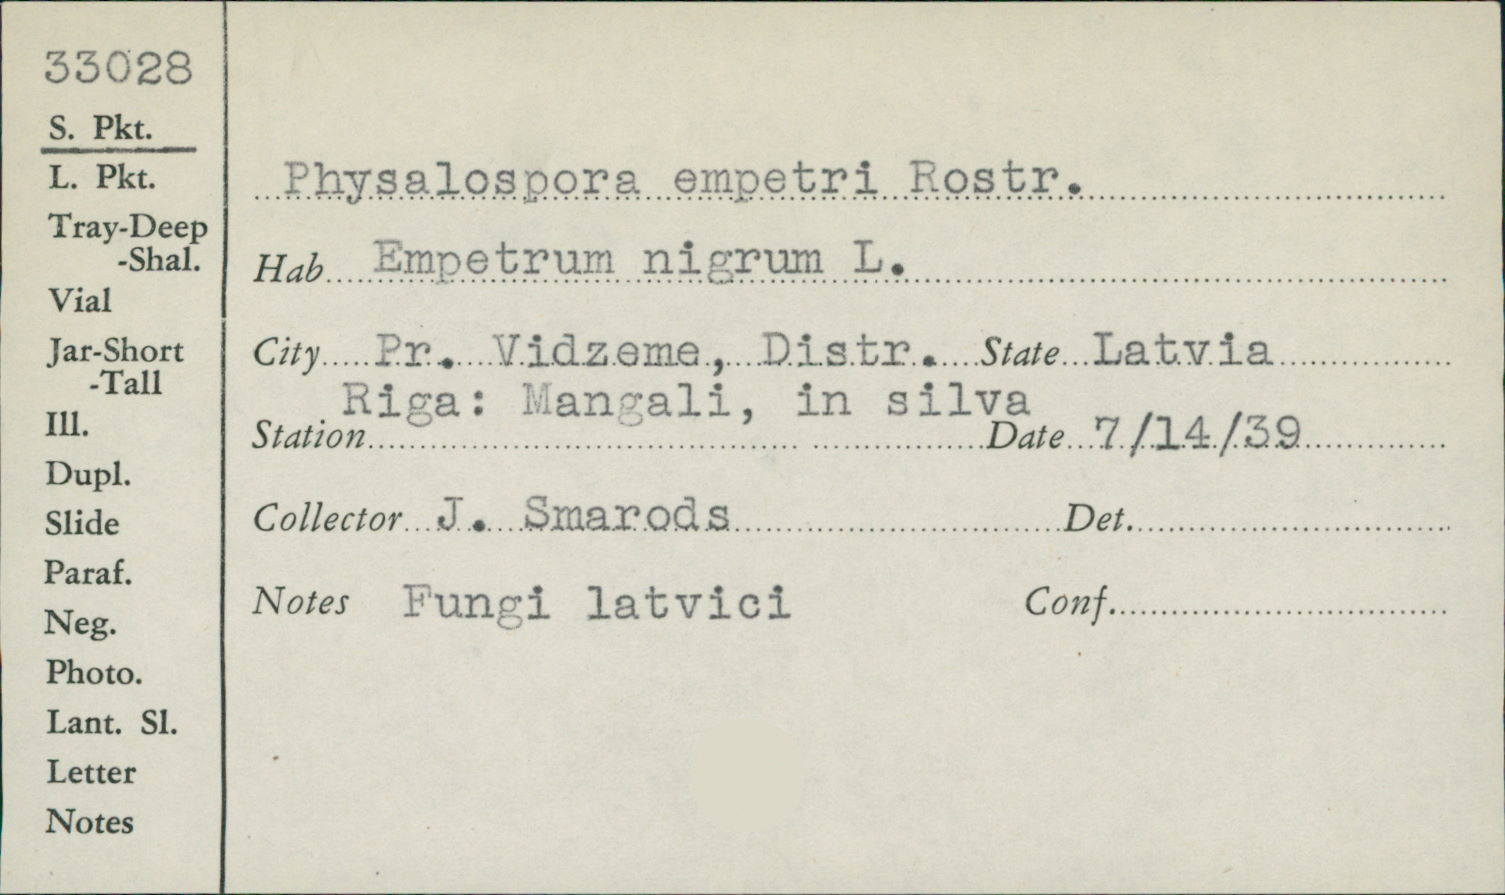 33028
S. Pkt.
L. Pkt.
Tray-Deep
-Shal.
Vial
Jar-Short
-Tall
Ill.
Dupl.
Slide
Paraf.
Neg.
Photo.
Lant. Sl.
Letter
Notes
Physalospora empetri Rostr.
Hab Empetrum nigrum L.
City Pr. Vidzeme, Distr. State Latvia
Riga: Mangali, in silva
Station Date 7/14/39
Collector J. Smarods Det.
Notes Fungi latvici Conf.